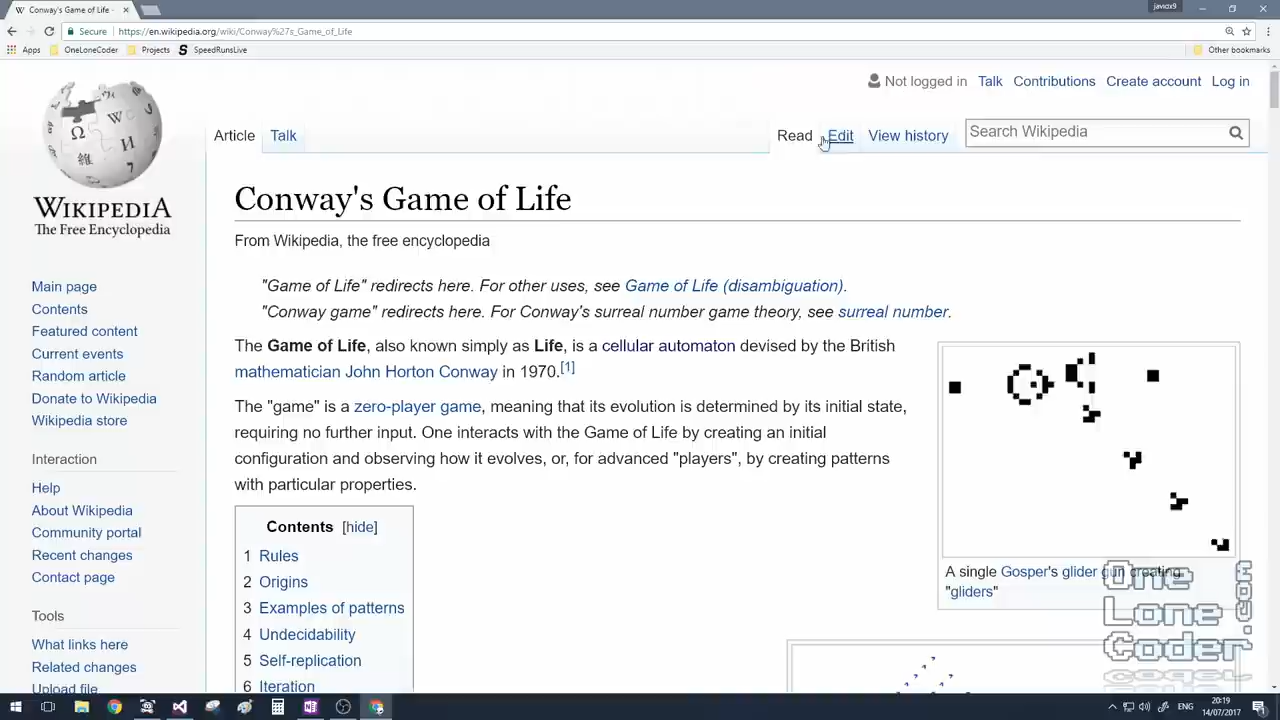 Conway's Game of Life -
javicx9
Secure
https://en.wikipedia.org/wiki/Conway%27s_Game_of_Life
Apps
OneLoneCoder
Projects
SpeedRunsLive
Other bookmarks
Not logged in
Talk
Contributions
Create account
Log in
Article
Talk
Read
Edit
View history
Search Wikipedia
WIKIPEDIA
The Free Encyclopedia
Main page
Contents
Featured content
Current events
Random article
Donate to Wikipedia
Wikipedia store
Interaction
Help
About Wikipedia
Community portal
Recent changes
Contact page
Tools
What links here
Related changes
Upload file
Conway's Game of Life
From Wikipedia, the free encyclopedia
"Game of Life" redirects here. For other uses, see Game of Life (disambiguation).
"Conway game" redirects here. For Conway's surreal number game theory, see surreal number.
The Game of Life, also known simply as Life, is a cellular automaton devised by the British
mathematician John Horton Conway in 1970.[1]
The "game" is a zero-player game, meaning that its evolution is determined by its initial state,
requiring no further input. One interacts with the Game of Life by creating an initial
configuration and observing how it evolves, or, for advanced "players", by creating patterns
with particular properties.
Contents [hide]
1 Rules
2 Origins
3 Examples of patterns
4 Undecidability
5 Self-replication
6 Iteration
A single Gosper's glider gun creating
"gliders"
One
Lone
Coder
.com
ENG
20:19
14/07/2017